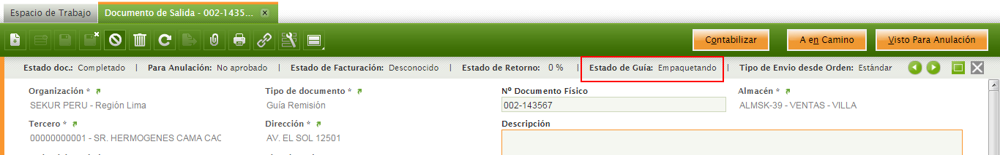 Espacio de Trabajo Documento de Salida - 002-1435...
Contabilizar A en Camino Visto Para Anulación
Estado doc.: Completado | Para Anulación: No aprobado | Estado de Facturación: Desconocido | Estado de Retorno: 0 % | Estado de Guía: Empaquetando | Tipo de Envio desde Orden: Estándar
Organización * Tipo de documento * Nº Documento Físico Almacén *
SEKUR PERU - Región Lima Guía Remisión 002-143567 ALMSK-39 - VENTAS - VILLA
Tercero * Dirección * Descripción
00000000001 - SR. HERMOGENES CAMA CAC AV. EL SOL 12501